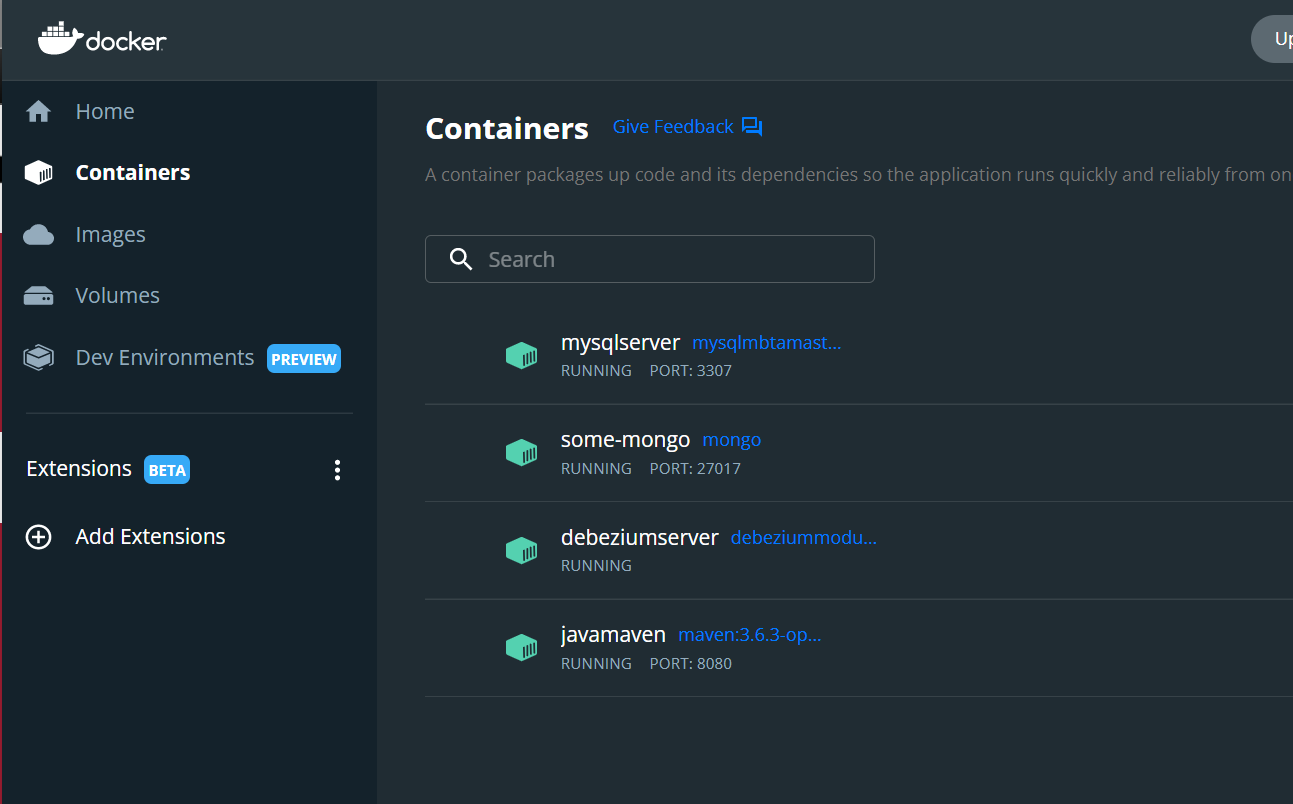 docker
Up
Home
Containers
Images
Volumes
Dev Environments PREVIEW
Extensions BETA
Add Extensions
Containers Give Feedback
A container packages up code and its dependencies so the application runs quickly and reliably from on
Search
mysqlserver mysqlmbtamast...
RUNNING PORT: 3307
some-mongo mongo
RUNNING PORT: 27017
debeziumserver debeziummodu...
RUNNING
javamaven maven:3.6.3-op...
RUNNING PORT: 8080